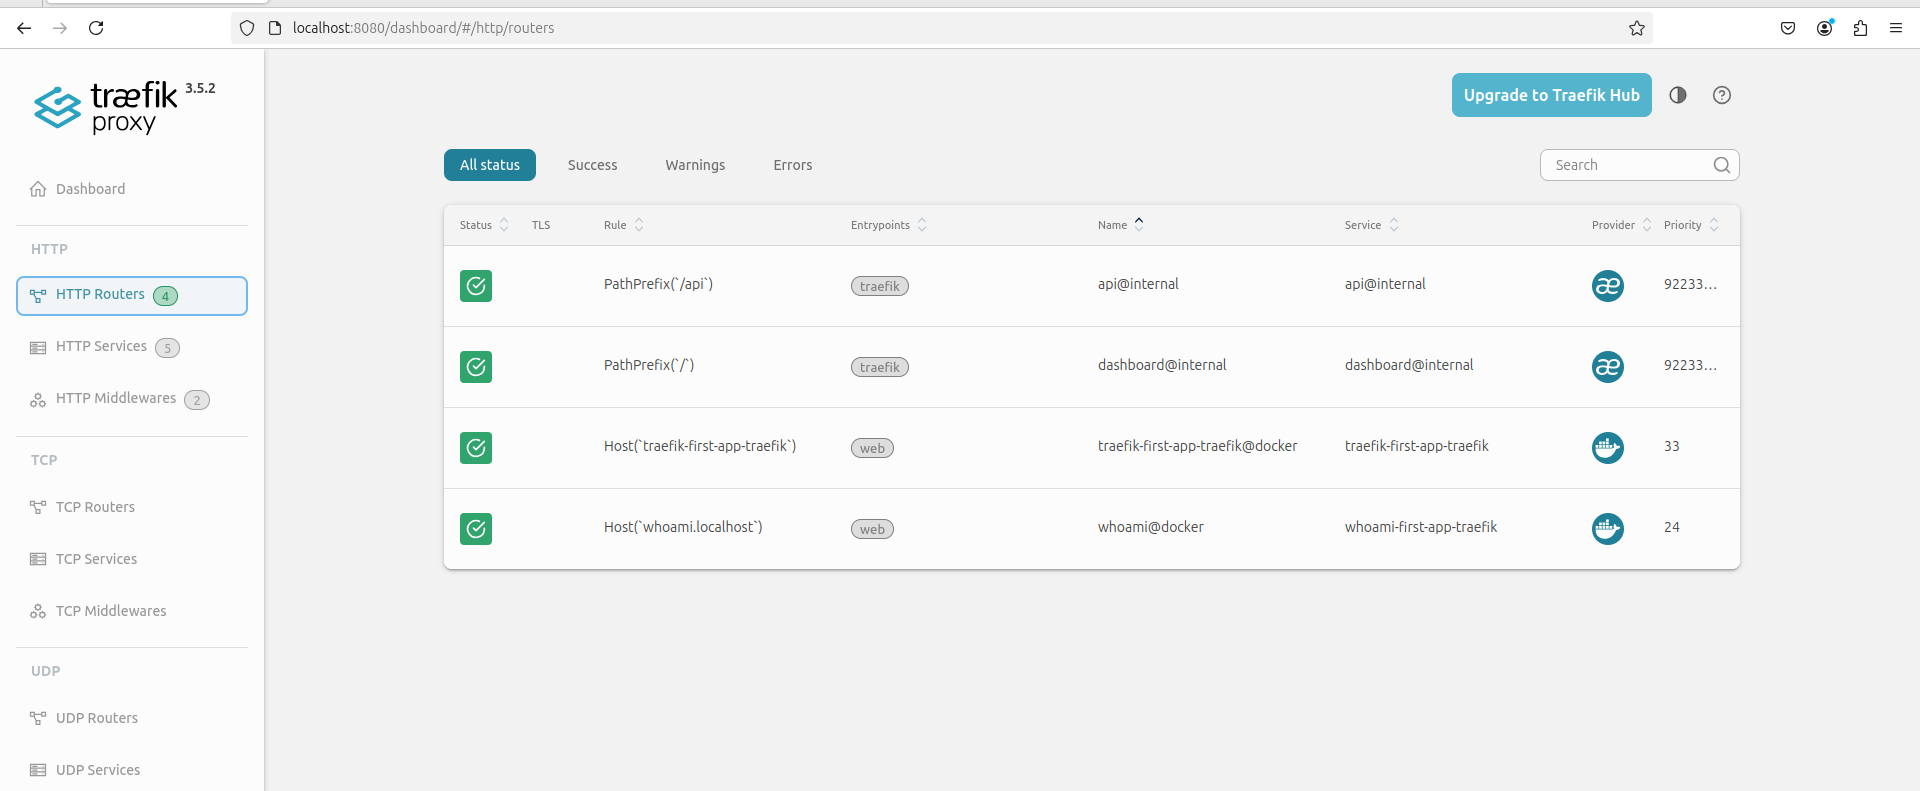 localhost:8080/dashboard/#/http/routers
træfik 3.5.2
proxy
Upgrade to Traefik Hub
Dashboard
HTTP
HTTP Routers 4
HTTP Services 5
HTTP Middlewares 2
TCP
TCP Routers
TCP Services
TCP Middlewares
UDP
UDP Routers
UDP Services
All status Success Warnings Errors Search
Status TLS Rule Entrypoints Name Service Provider Priority
PathPrefix(`/api`) traefik api@internal api@internal æ 92233...
PathPrefix(`/`) traefik dashboard@internal dashboard@internal æ 92233...
Host(`traefik-first-app-traefik`) web traefik-first-app-traefik@docker traefik-first-app-traefik 33
Host(`whoami.localhost`) web whoami@docker whoami-first-app-traefik 24